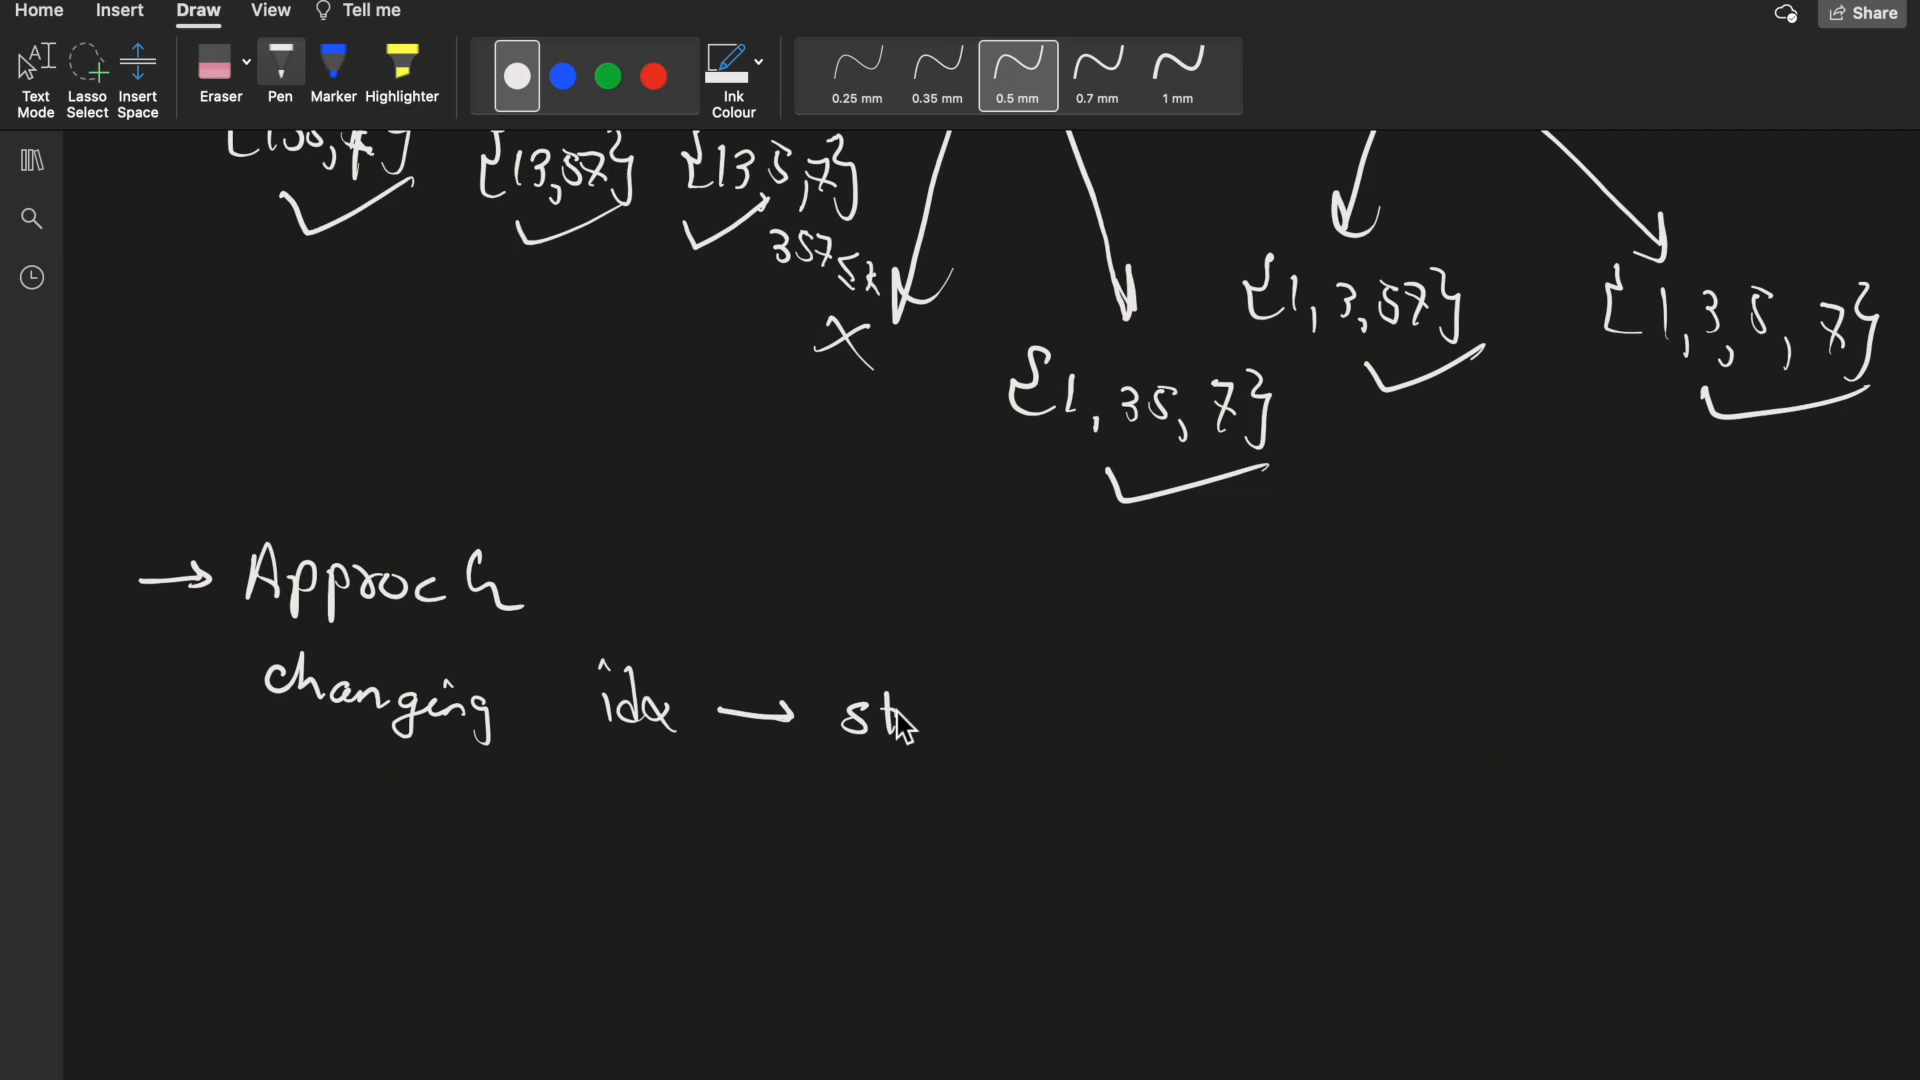 Home Insert Draw View Tell me Share
Text Mode Lasso Select Insert Space Eraser Pen Marker Highlighter Ink Colour 0.25 mm 0.35 mm 0.5 mm 0.7 mm 1 mm
{13,57} {13,5,7}
357≤x
X
{1,3,57} {1,3,5,7}
{1,35,7}
→ Approch
changing idx → st